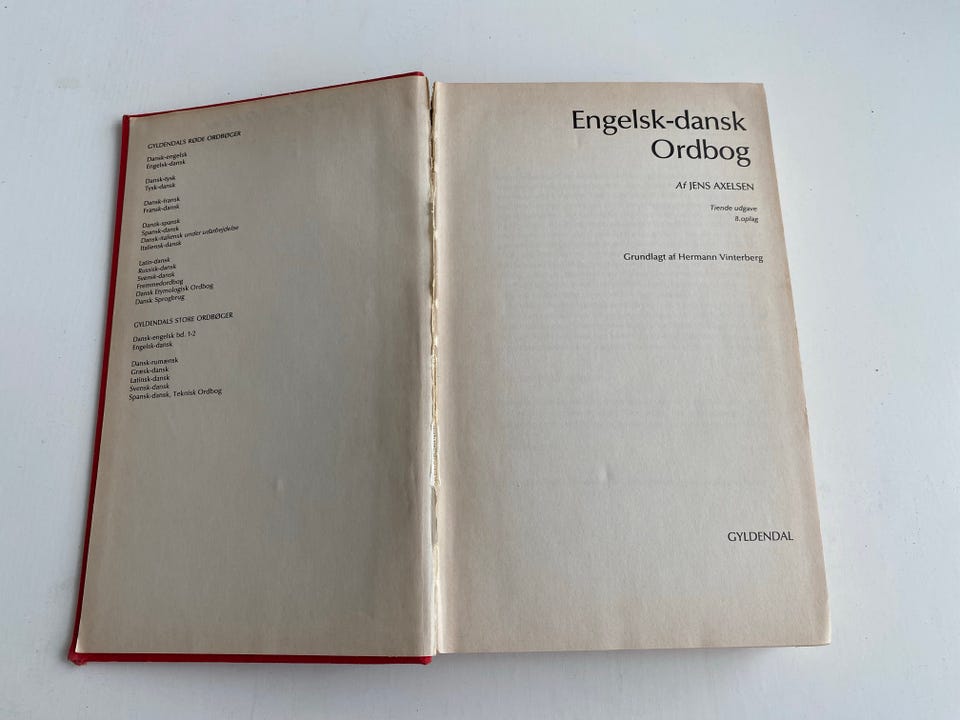 GYLDENDALS RØDE ORDBØGER
Dansk-engelsk
Engelsk-dansk
Dansk-tysk
Tysk-dansk
Dansk-fransk
Fransk-dansk
Dansk-spansk
Spansk-dansk
Dansk-italiensk under udarbejdelse
Italiensk-dansk
Latin-dansk
Russisk-dansk
Svensk-dansk
Fremmedordbog
Dansk Etymologisk Ordbog
Dansk Sprogbrug
GYLDENDALS STORE ORDBØGER
Dansk-engelsk bd. 1-2
Engelsk-dansk
Dansk-rumænsk
Græsk-dansk
Latinsk-dansk
Svensk-dansk
Spansk-dansk, Teknisk Ordbog
Engelsk-dansk
Ordbog
Af JENS AXELSEN
Tiende udgave
8.oplag
Grundlagt af Hermann Vinterberg
GYLDENDAL